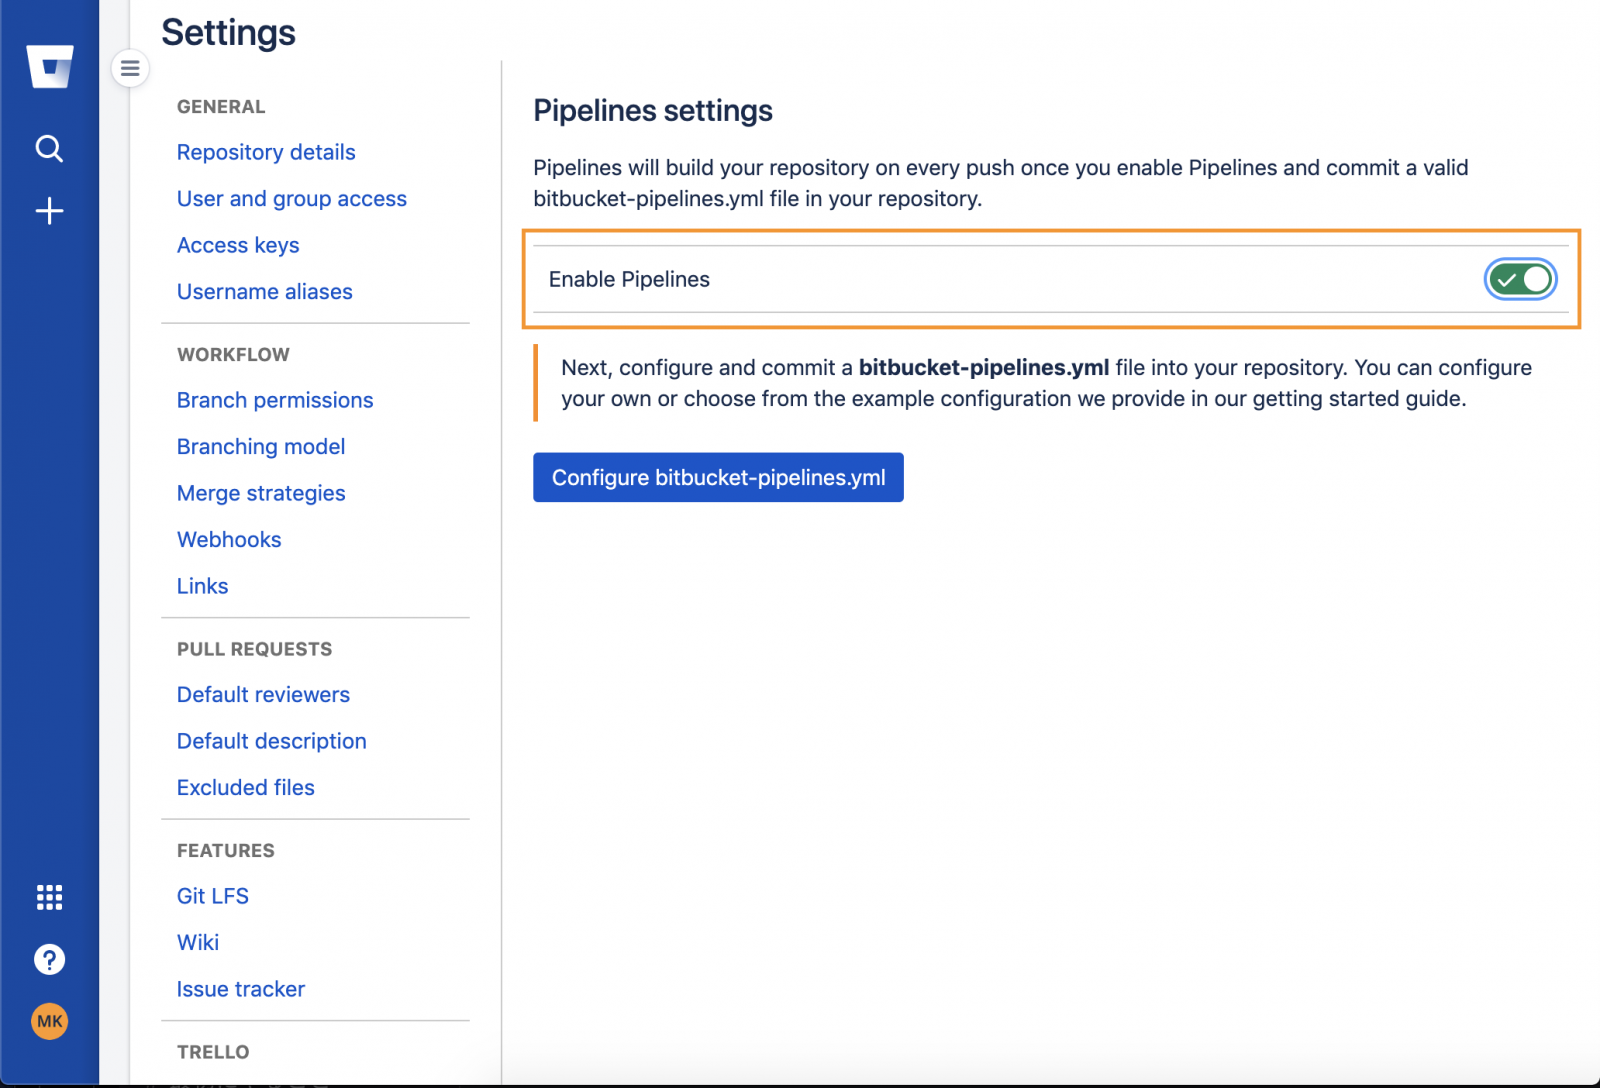 Settings
GENERAL
Repository details
User and group access
Access keys
Username aliases
WORKFLOW
Branch permissions
Branching model
Merge strategies
Webhooks
Links
PULL REQUESTS
Default reviewers
Default description
Excluded files
FEATURES
Git LFS
Wiki
Issue tracker
TRELLO
Pipelines settings
Pipelines will build your repository on every push once you enable Pipelines and commit a valid
bitbucket-pipelines.yml file in your repository.
Enable Pipelines
Next, configure and commit a bitbucket-pipelines.yml file into your repository. You can configure
your own or choose from the example configuration we provide in our getting started guide.
Configure bitbucket-pipelines.yml
?
MK